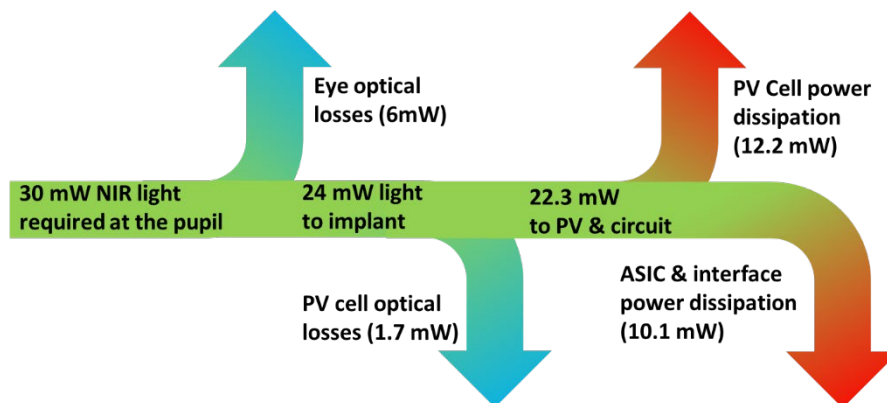 Eye optical
losses (6mW)
PV Cell power
dissipation
(12.2 mW)
30 mW NIR light
required at the pupil
24 mW light
to implant
22.3 mW
to PV & circuit
PV cell optical
losses (1.7 mW)
ASIC & interface
power dissipation
(10.1 mW)